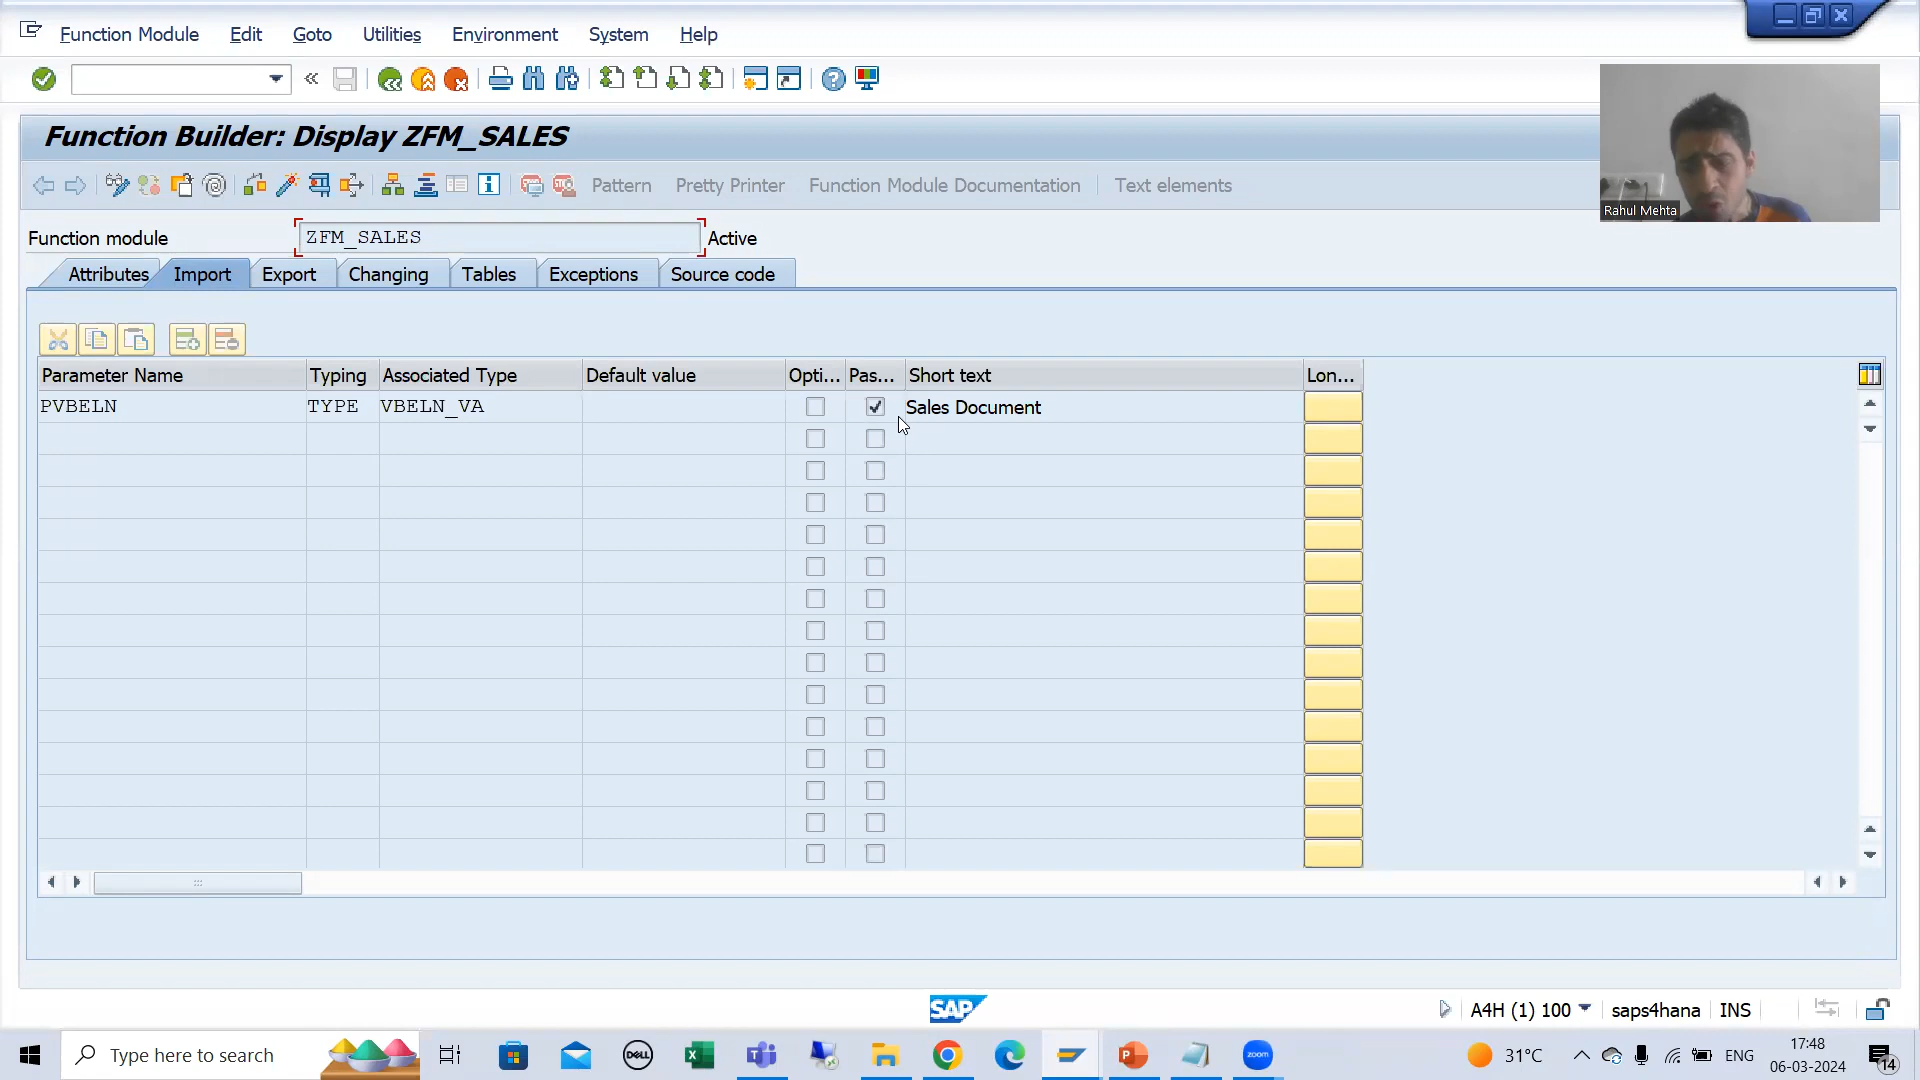 Function Module Edit Goto Utilities Environment System Help
Function Builder: Display ZFM_SALES
Pattern Pretty Printer Function Module Documentation Text elements
Rahul Mehta
Function module ZFM_SALES Active
Attributes Import Export Changing Tables Exceptions Source code
Parameter Name Typing Associated Type Default value Opti... Pas... Short text Lon...
PVBELN TYPE VBELN_VA Sales Document
SAP A4H (1) 100 saps4hana INS
Type here to search DELL zoom 31°C ENG 17:48
06-03-2024 14